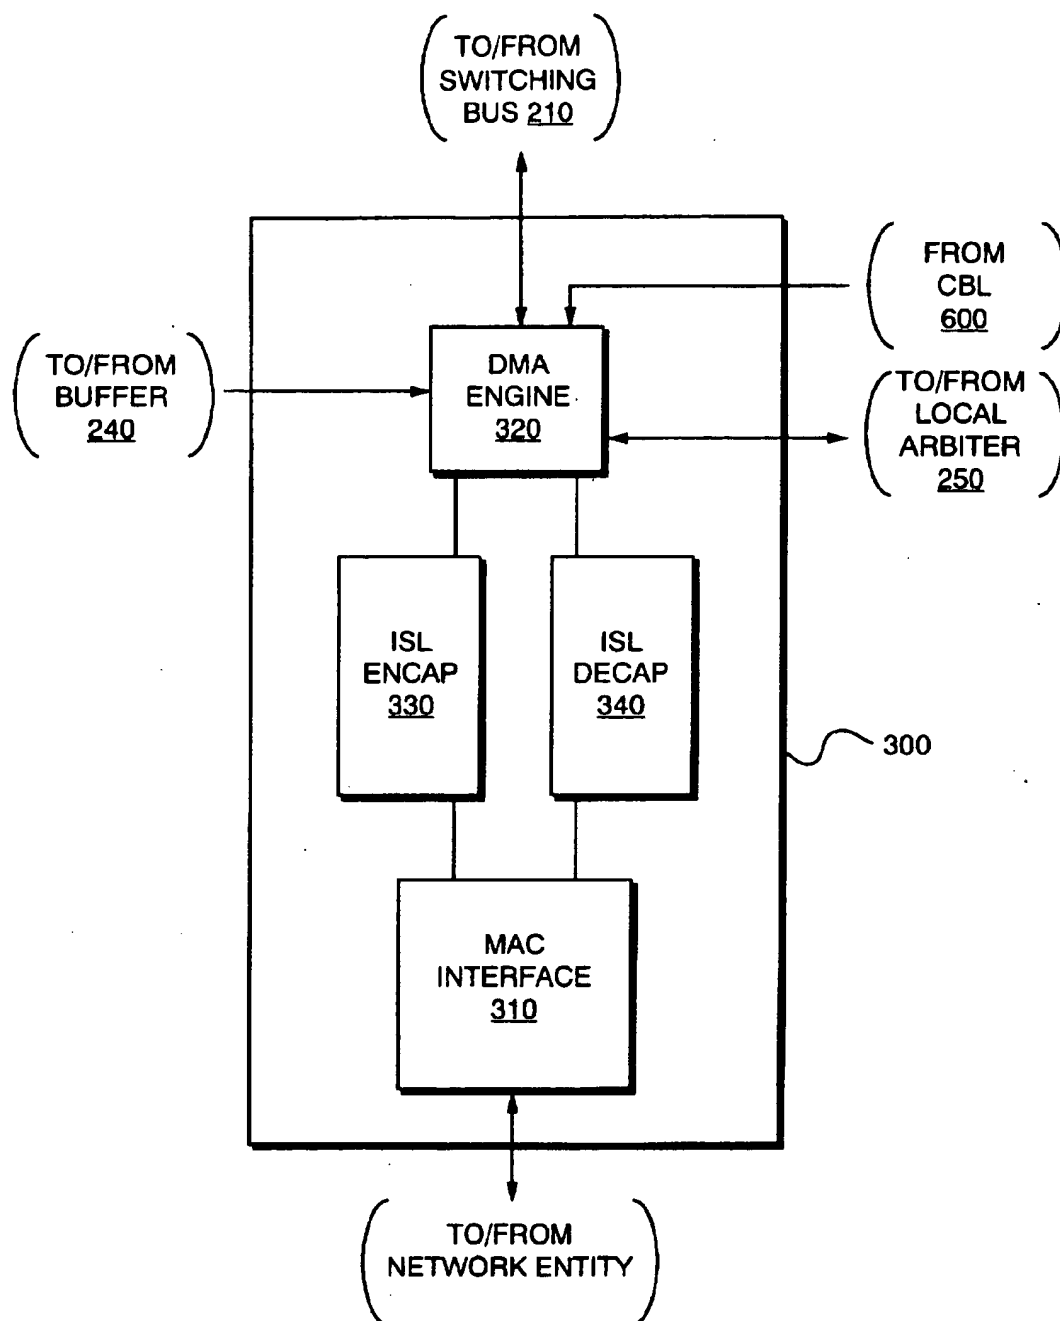 TO/FROM
SWITCHING
BUS 210
FROM
CBL
600
TO/FROM
BUFFER
240
DMA
ENGINE
320
TO/FROM
LOCAL
ARBITER
250
ISL
ENCAP
330
ISL
DECAP
340
300
MAC
INTERFACE
310
TO/FROM
NETWORK ENTITY